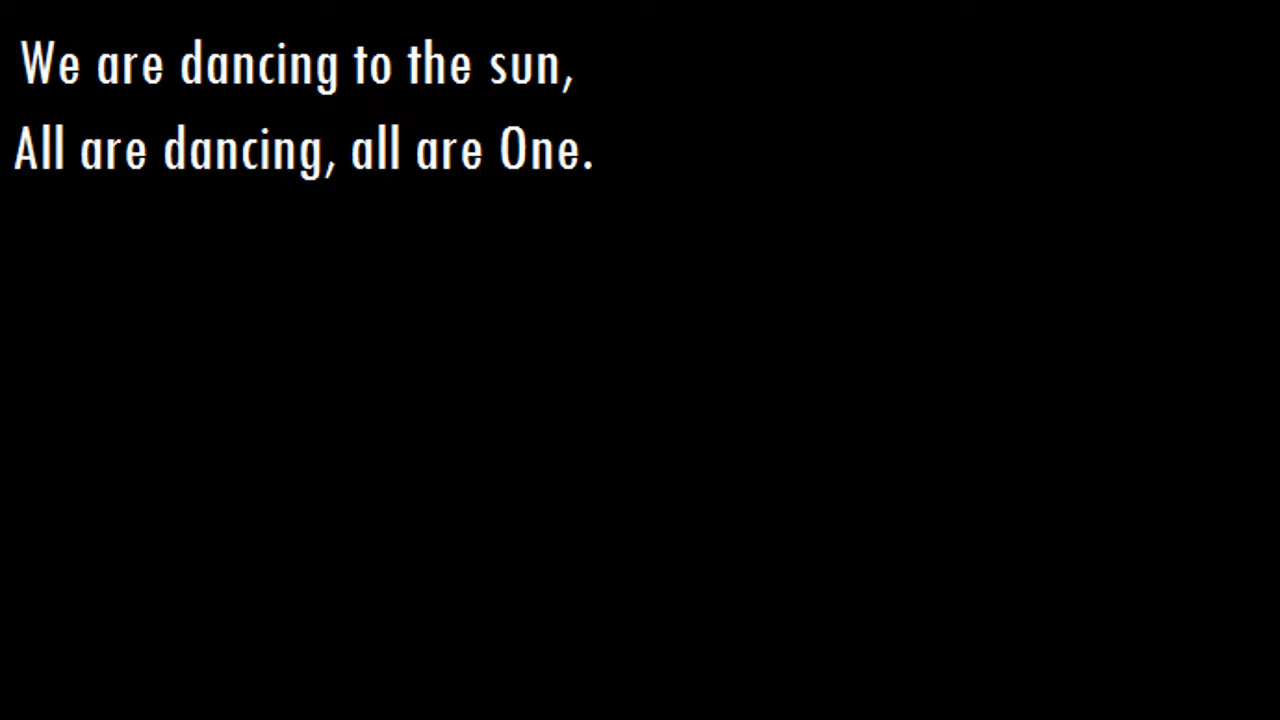 We are dancing to the sun,
All are dancing, all are One.